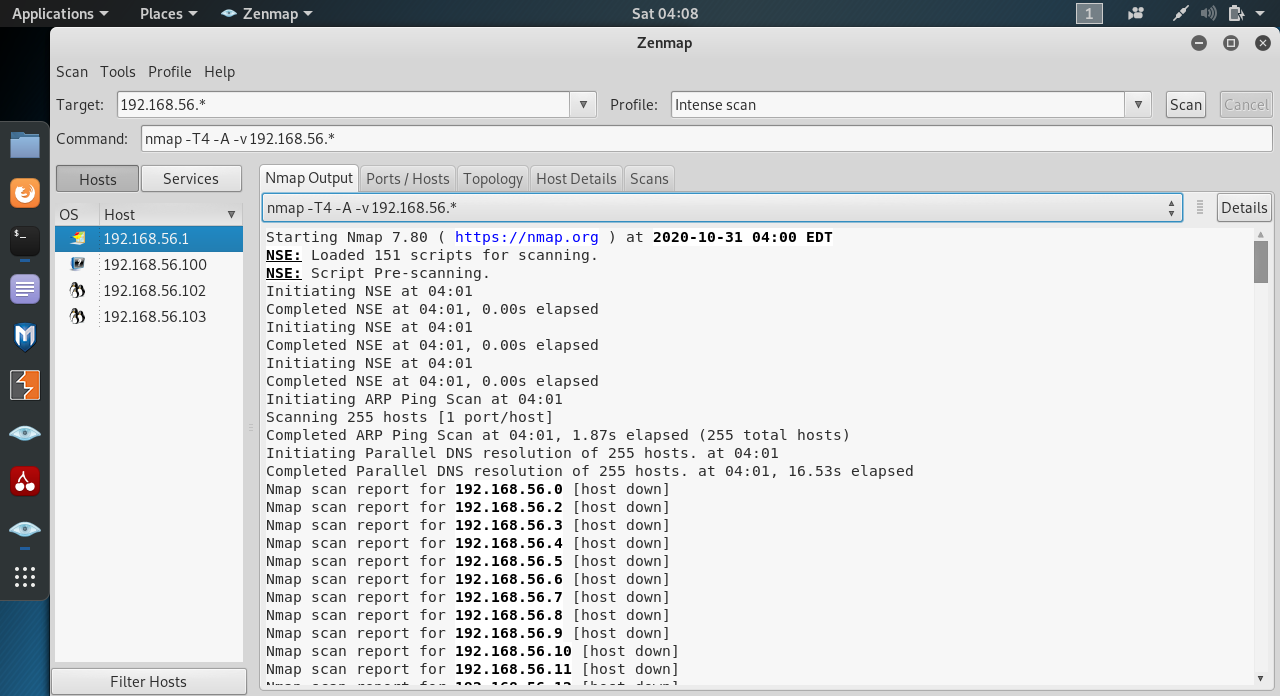 Applications Places Zenmap Sat 04:08 1
Zenmap
Scan Tools Profile Help
Target: 192.168.56.* Profile: Intense scan Scan Cancel
Command: nmap -T4 -A -v 192.168.56.*
Hosts Services
Nmap Output Ports / Hosts Topology Host Details Scans
OS Host
nmap -T4 -A -v 192.168.56.* Details
192.168.56.1
192.168.56.100
192.168.56.102
192.168.56.103
Starting Nmap 7.80 ( https://nmap.org ) at 2020-10-31 04:00 EDT
NSE: Loaded 151 scripts for scanning.
NSE: Script Pre-scanning.
Initiating NSE at 04:01
Completed NSE at 04:01, 0.00s elapsed
Initiating NSE at 04:01
Completed NSE at 04:01, 0.00s elapsed
Initiating NSE at 04:01
Completed NSE at 04:01, 0.00s elapsed
Initiating ARP Ping Scan at 04:01
Scanning 255 hosts [1 port/host]
Completed ARP Ping Scan at 04:01, 1.87s elapsed (255 total hosts)
Initiating Parallel DNS resolution of 255 hosts. at 04:01
Completed Parallel DNS resolution of 255 hosts. at 04:01, 16.53s elapsed
Nmap scan report for 192.168.56.0 [host down]
Nmap scan report for 192.168.56.2 [host down]
Nmap scan report for 192.168.56.3 [host down]
Nmap scan report for 192.168.56.4 [host down]
Nmap scan report for 192.168.56.5 [host down]
Nmap scan report for 192.168.56.6 [host down]
Nmap scan report for 192.168.56.7 [host down]
Nmap scan report for 192.168.56.8 [host down]
Nmap scan report for 192.168.56.9 [host down]
Nmap scan report for 192.168.56.10 [host down]
Nmap scan report for 192.168.56.11 [host down]
Filter Hosts